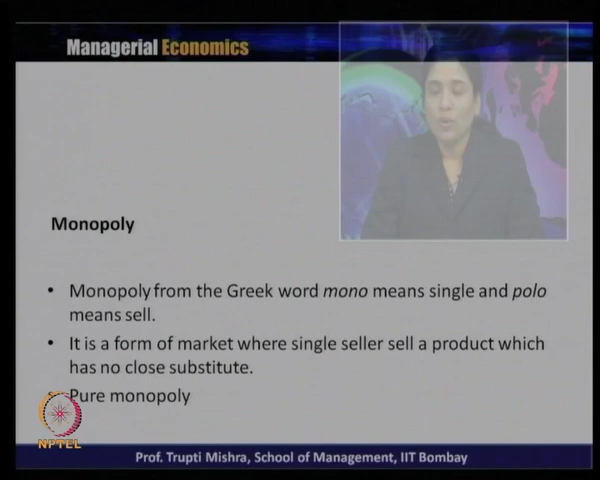 Managerial Economics
Monopoly
• Monopoly from the Greek word mono means single and polo
means sell.
• It is a form of market where single seller sell a product which
has no close substitute.
• Pure monopoly
NPTEL
Prof. Trupti Mishra, School of Management, IIT Bombay